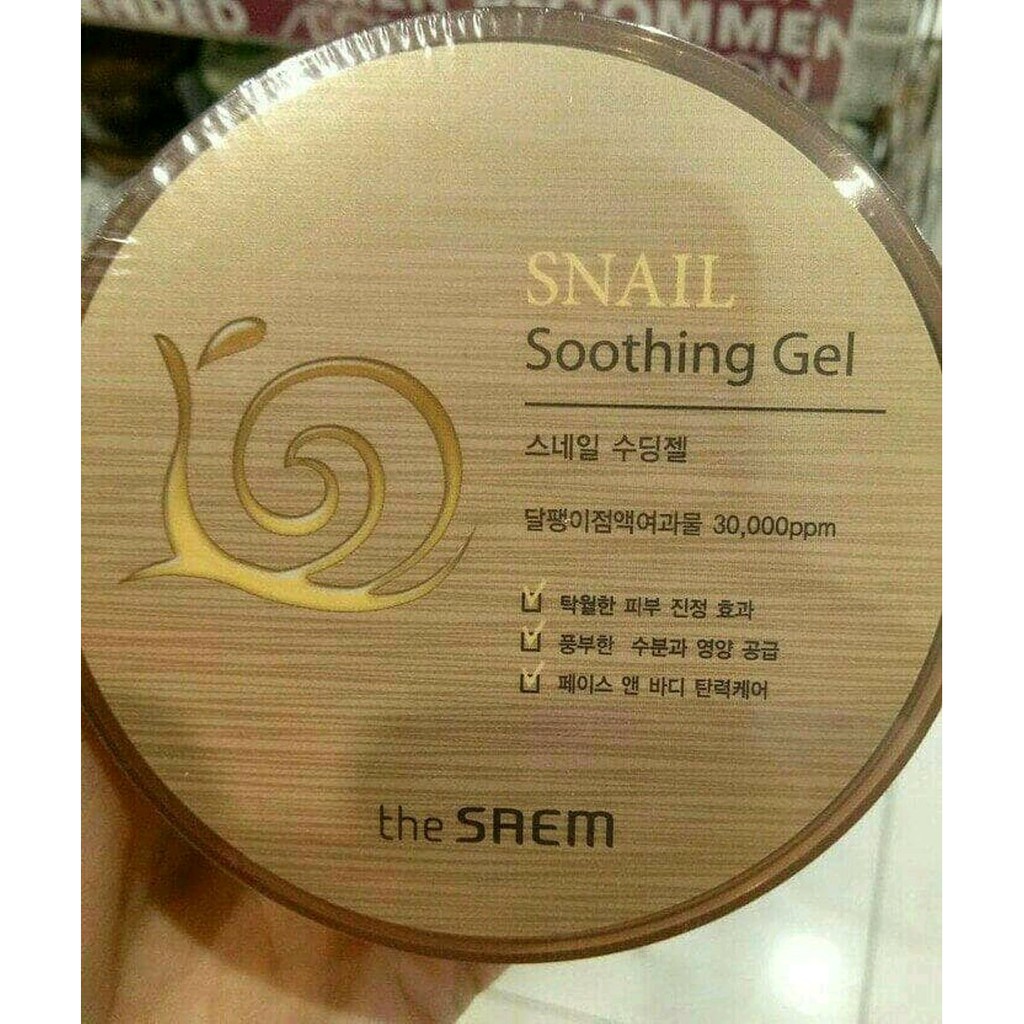 SNAIL
Soothing Gel
스네일 수딩젤
달팽이점액여과물 30,000ppm
탁월한 피부 진정 효과
풍부한 수분과 영양 공급
페이스 앤 바디 탄력케어
the SAEM